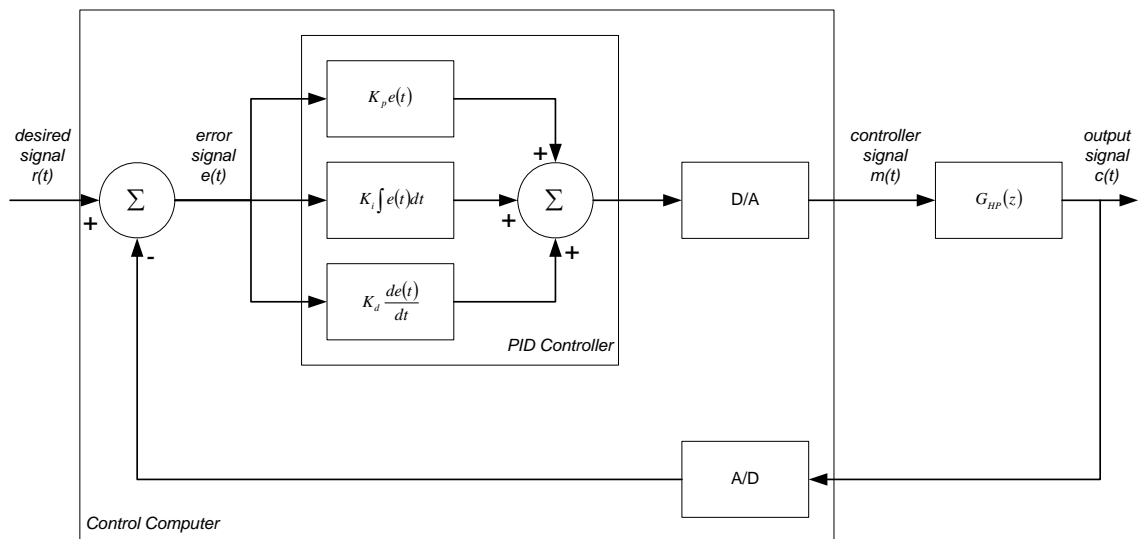 desired
signal
r(t)
+
Σ
-
error
signal
e(t)
K_p e(t)
K_i ∫ e(t)dt
K_d de(t)/dt
+
+
+
Σ
PID Controller
D/A
controller
signal
m(t)
G_HP(z)
output
signal
c(t)
A/D
Control Computer